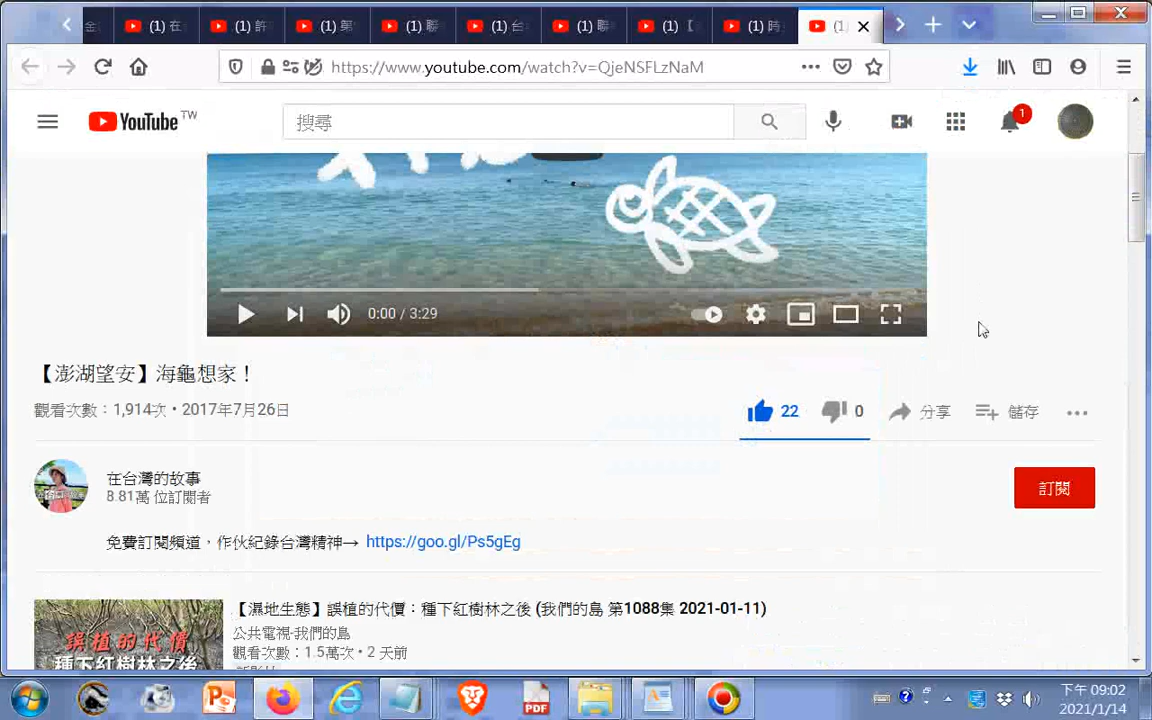 (1) 在
(1) 許
(1) 第
(1) 聯
(1) 台
(1) 聯
(1) 【
(1) 時
(1)
https://www.youtube.com/watch?v=QjeNSFLzNaM
YouTube TW
搜尋
1
0:00 / 3:29
【澎湖望安】海龜想家！
觀看次數：1,914次 • 2017年7月26日
22
0
分享
儲存
在台灣的故事
8.81萬 位訂閱者
訂閱
免費訂閱頻道，作伙紀錄台灣精神→ https://goo.gl/Ps5gEg
誤植的代價
種下紅樹林之後
【濕地生態】誤植的代價：種下紅樹林之後 (我們的島 第1088集 2021-01-11)
公共電視-我們的島
觀看次數：1.5萬次 • 2 天前
PDF
下午 09:02
2021/1/14